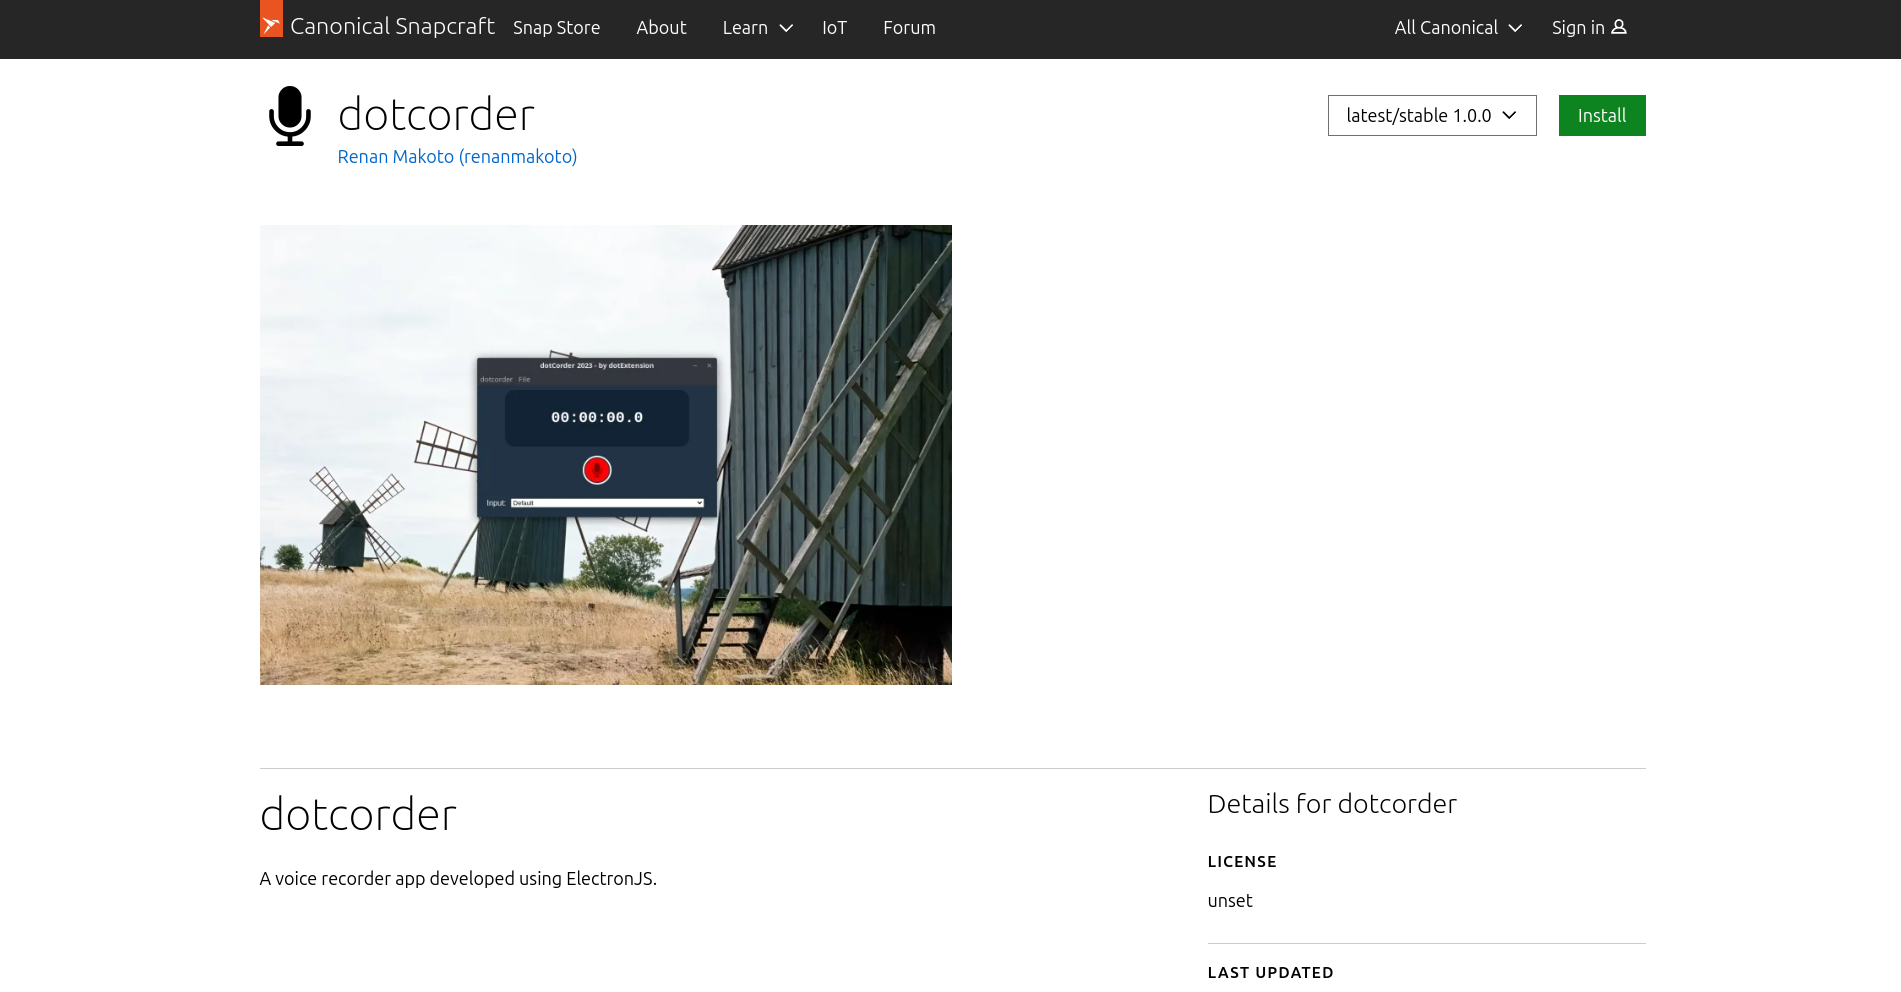 Canonical Snapcraft Snap Store About Learn IoT Forum All Canonical Sign in
dotcorder
Renan Makoto (renanmakoto)
latest/stable 1.0.0
Install
dotCorder 2023 - by dotExtension
dotcorder File
00:00:00.0
Input: Default
dotcorder
A voice recorder app developed using ElectronJS.
Details for dotcorder
LICENSE
unset
LAST UPDATED